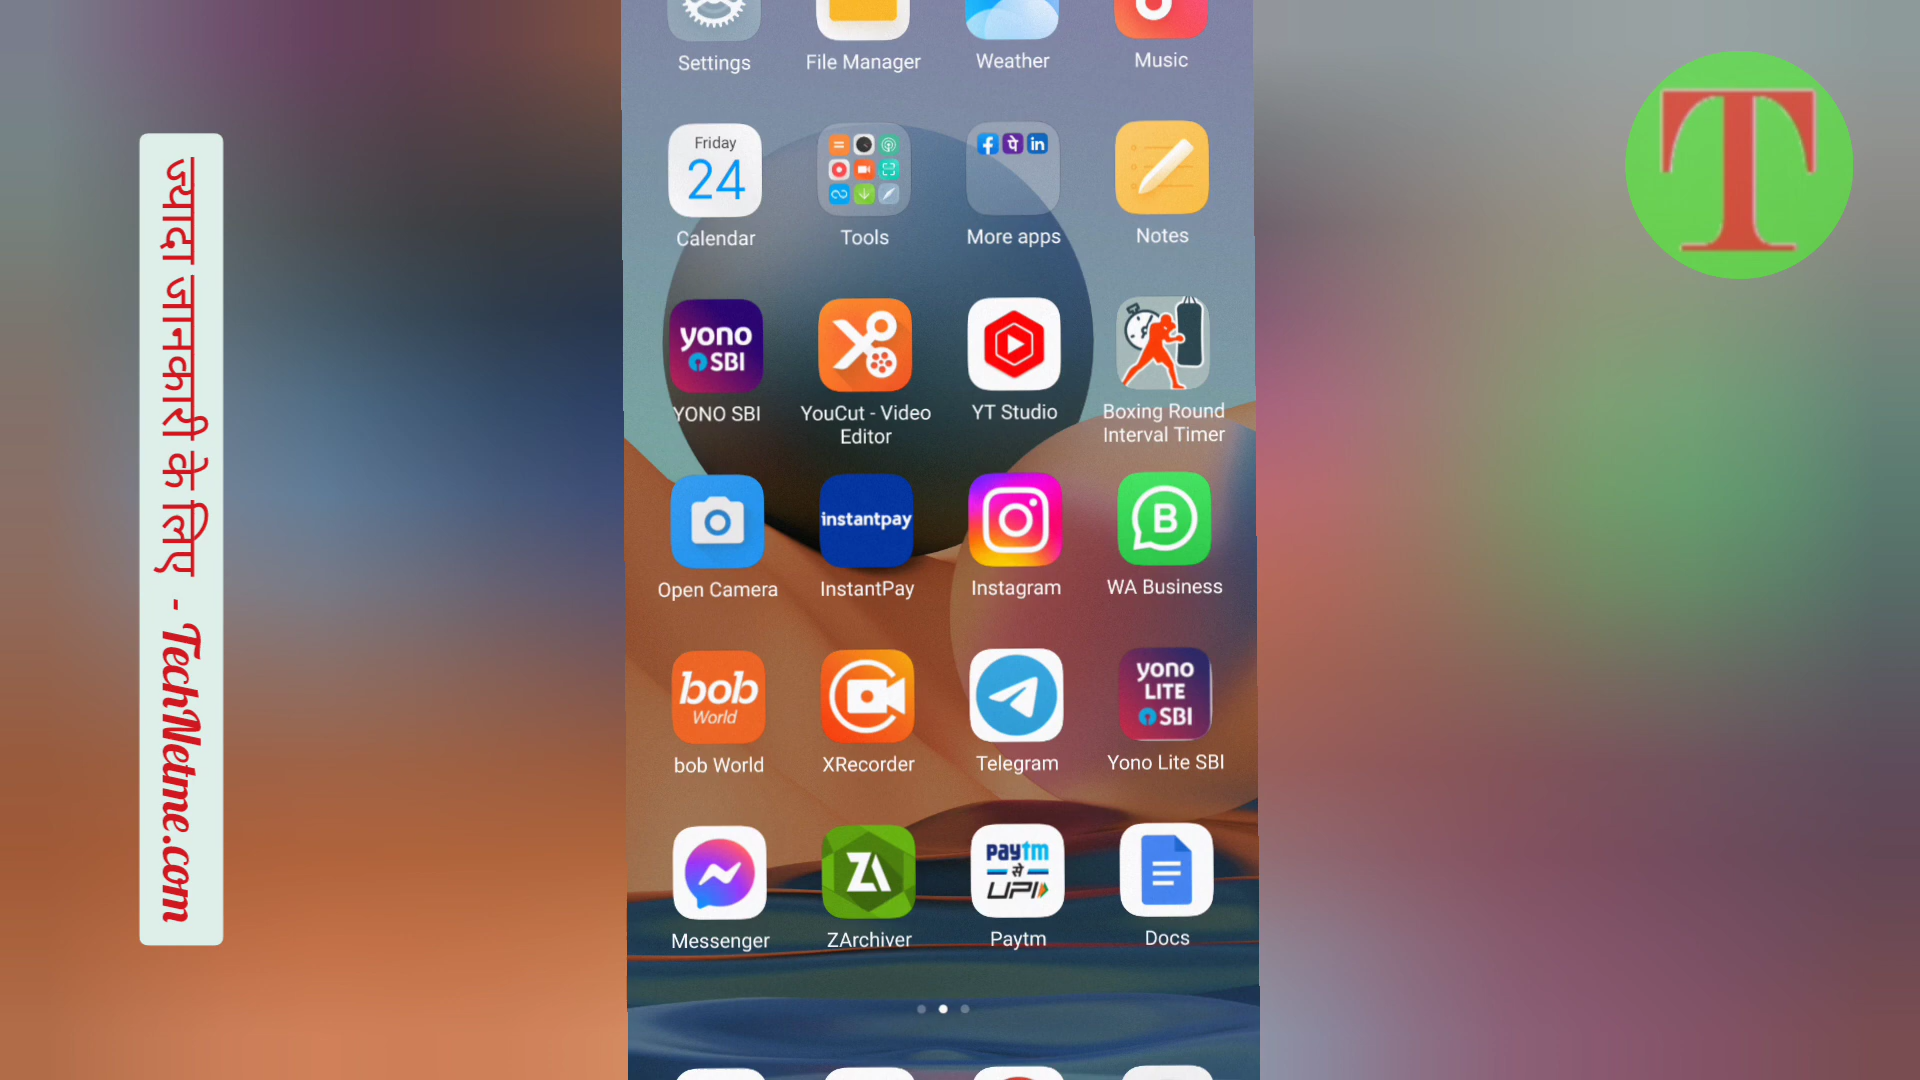 ज्यादा जानकारी के लिए - TechNetme.com
T
Settings
File Manager
Weather
Music
Friday
24
Calendar
Tools
पे
in
More apps
Notes
yono
SBI
YONO SBI
YouCut - Video
Editor
YT Studio
Boxing Round
Interval Timer
Open Camera
instantpay
InstantPay
Instagram
B
WA Business
bob
World
bob World
XRecorder
Telegram
yono
LITE
SBI
Yono Lite SBI
Messenger
ZA
ZArchiver
paytm
से
UPI
Paytm
Docs